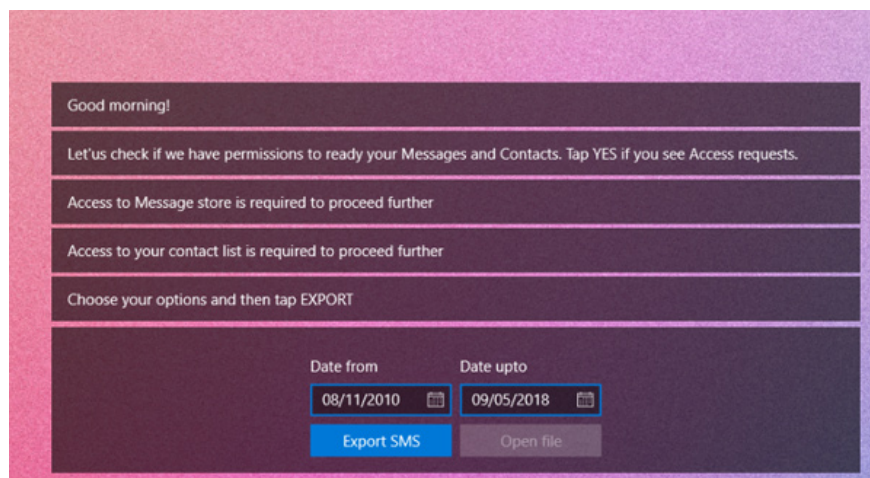 Good morning!
Let'us check if we have permissions to ready your Messages and Contacts. Tap YES if you see Access requests.
Access to Message store is required to proceed further
Access to your contact list is required to proceed further
Choose your options and then tap EXPORT
Date from Date upto
08/11/2010 09/05/2018
Export SMS Open file